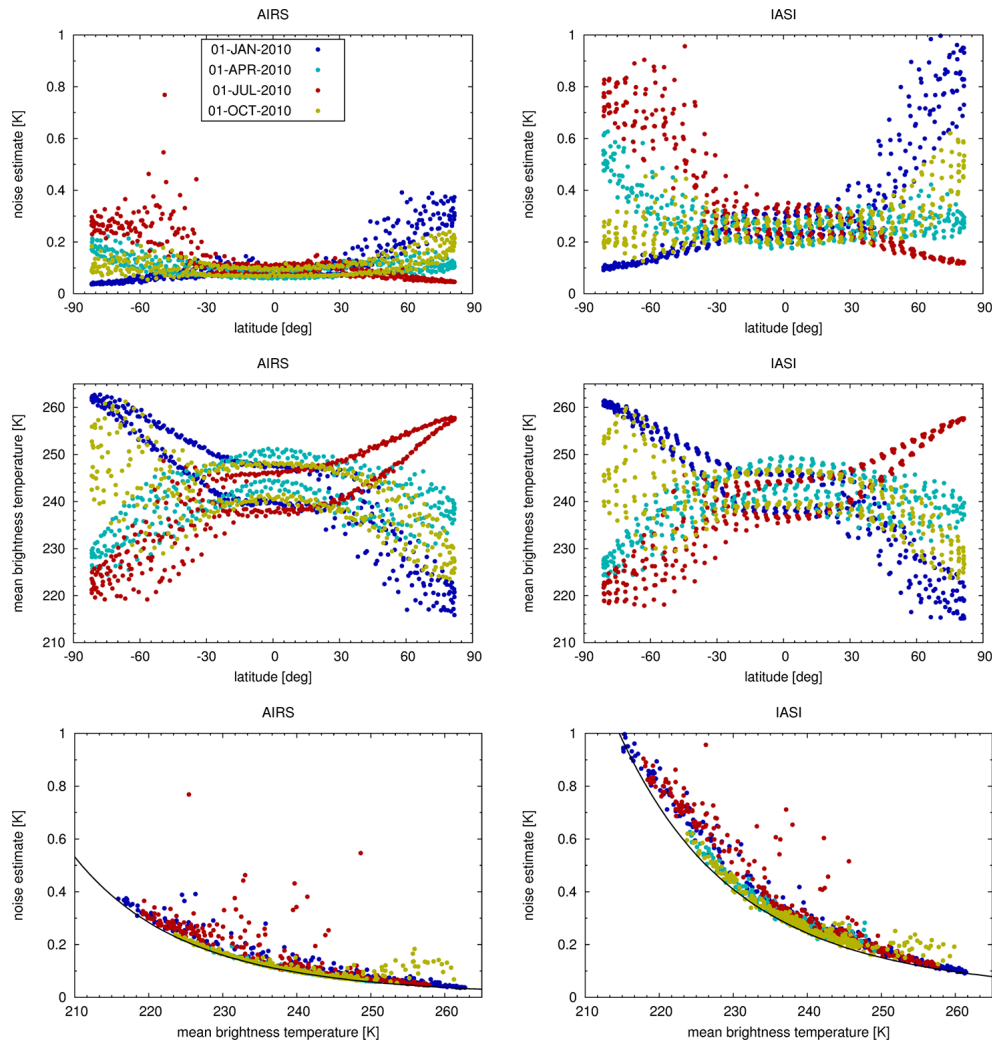 AIRS
noise estimate [K]
1
0.8
0.6
0.4
0.2
0
01-JAN-2010
01-APR-2010
01-JUL-2010
01-OCT-2010
-90 -60 -30 0 30 60 90
latitude [deg]
IASI
noise estimate [K]
1
0.8
0.6
0.4
0.2
0
-90 -60 -30 0 30 60 90
latitude [deg]
AIRS
mean brightness temperature [K]
260
250
240
230
220
210
-90 -60 -30 0 30 60 90
latitude [deg]
IASI
mean brightness temperature [K]
260
250
240
230
220
210
-90 -60 -30 0 30 60 90
latitude [deg]
AIRS
noise estimate [K]
1
0.8
0.6
0.4
0.2
0
210 220 230 240 250 260
mean brightness temperature [K]
IASI
noise estimate [K]
1
0.8
0.6
0.4
0.2
0
210 220 230 240 250 260
mean brightness temperature [K]